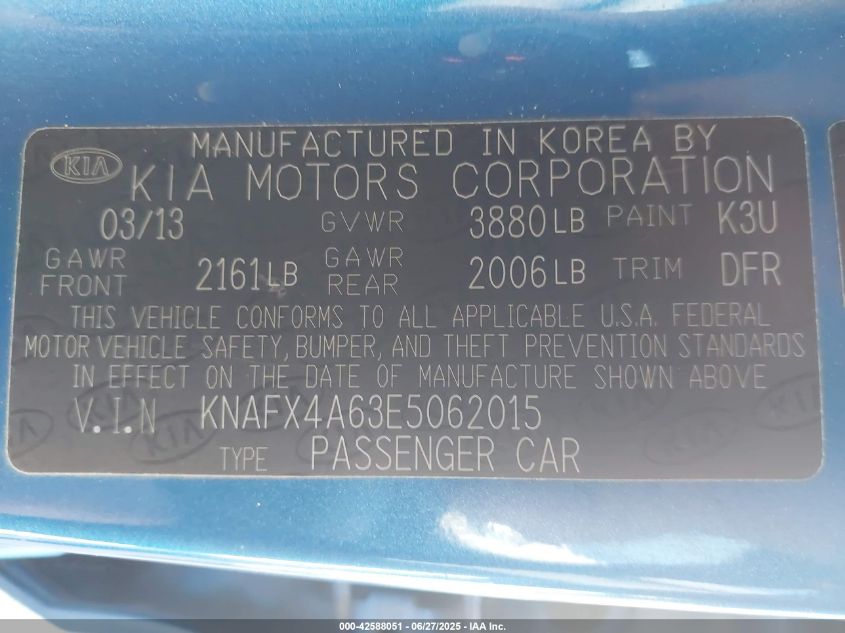 MANUFACTURED IN KOREA BY
KIA KIA MOTORS CORPORATION
03/13 GVWR 3880LB PAINT K3U
GAWR FRONT 2161LB GAWR REAR 2006LB TRIM DFR
THIS VEHICLE CONFORMS TO ALL APPLICABLE U.S.A. FEDERAL
MOTOR VEHICLE SAFETY, BUMPER, AND THEFT PREVENTION STANDARDS
IN EFFECT ON THE DATE OF MANUFACTURE SHOWN ABOVE
V.I.N KNAFX4A63E5062015
TYPE PASSENGER CAR
000-42588051 - 06/27/2025 - IAA Inc.